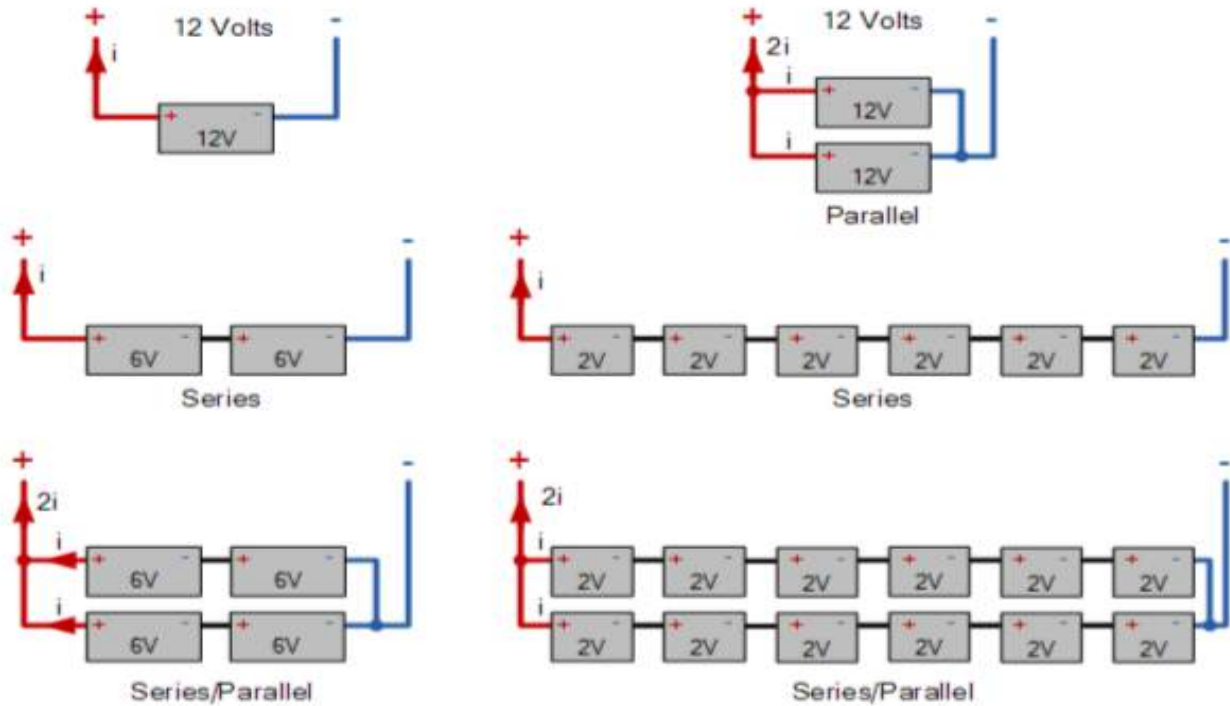 + 12 Volts -
i
+ -
12V
+ 12 Volts -
2i
i
+ -
12V
i
+ -
12V
Parallel
+ -
i
+ - + -
6V 6V
Series
+ -
i
+ - + - + - + - + - + -
2V 2V 2V 2V 2V 2V
Series
+ -
2i
i
+ - + -
6V 6V
i
+ - + -
6V 6V
Series/Parallel
+ -
2i
i
+ - + - + - + - + - + -
2V 2V 2V 2V 2V 2V
i
+ - + - + - + - + - + -
2V 2V 2V 2V 2V 2V
Series/Parallel